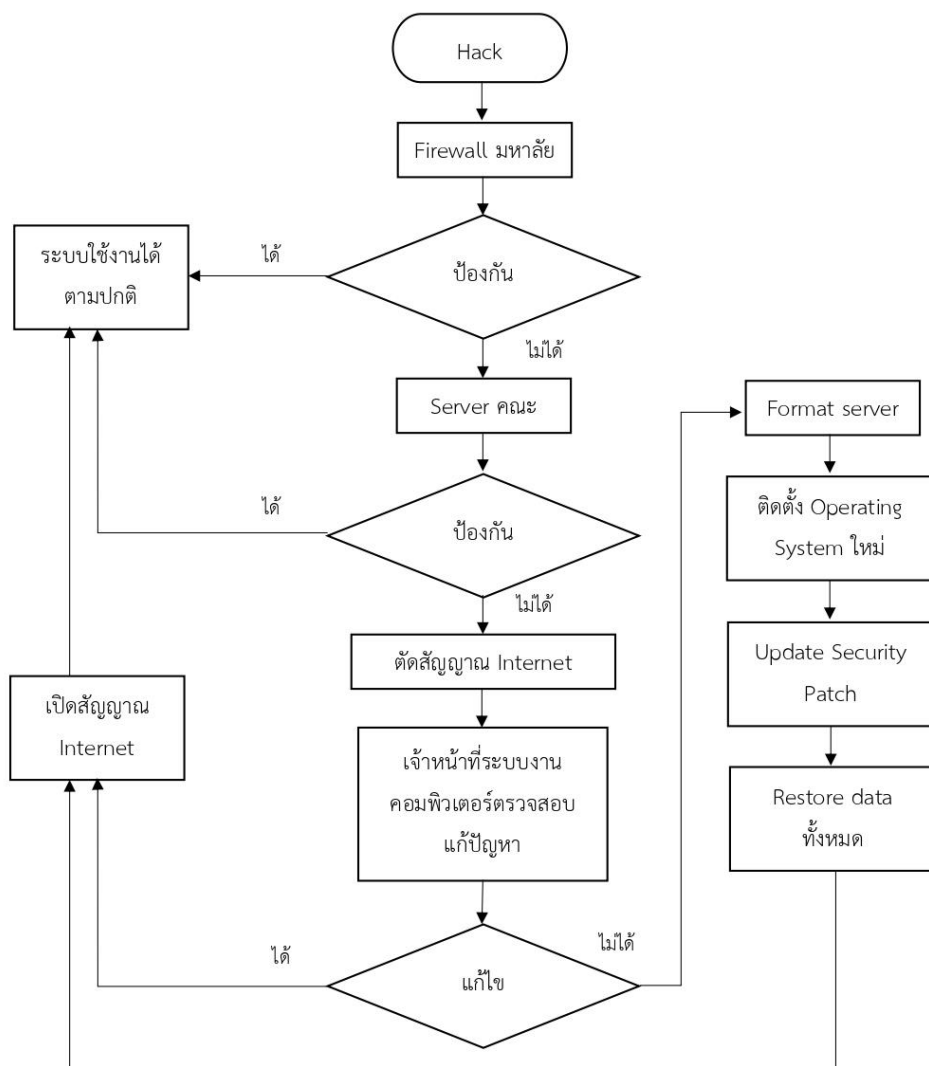 Hack
Firewall มหาลัย
ป้องกัน
ได้
ระบบใช้งานได้
ตามปกติ
ไม่ได้
Server คณะ
ป้องกัน
ได้
ไม่ได้
ตัดสัญญาณ Internet
เจ้าหน้าที่ระบบงาน
คอมพิวเตอร์ตรวจสอบ
แก้ปัญหา
แก้ไข
ได้
เปิดสัญญาณ
Internet
ไม่ได้
Format server
ติดตั้ง Operating
System ใหม่
Update Security
Patch
Restore data
ทั้งหมด